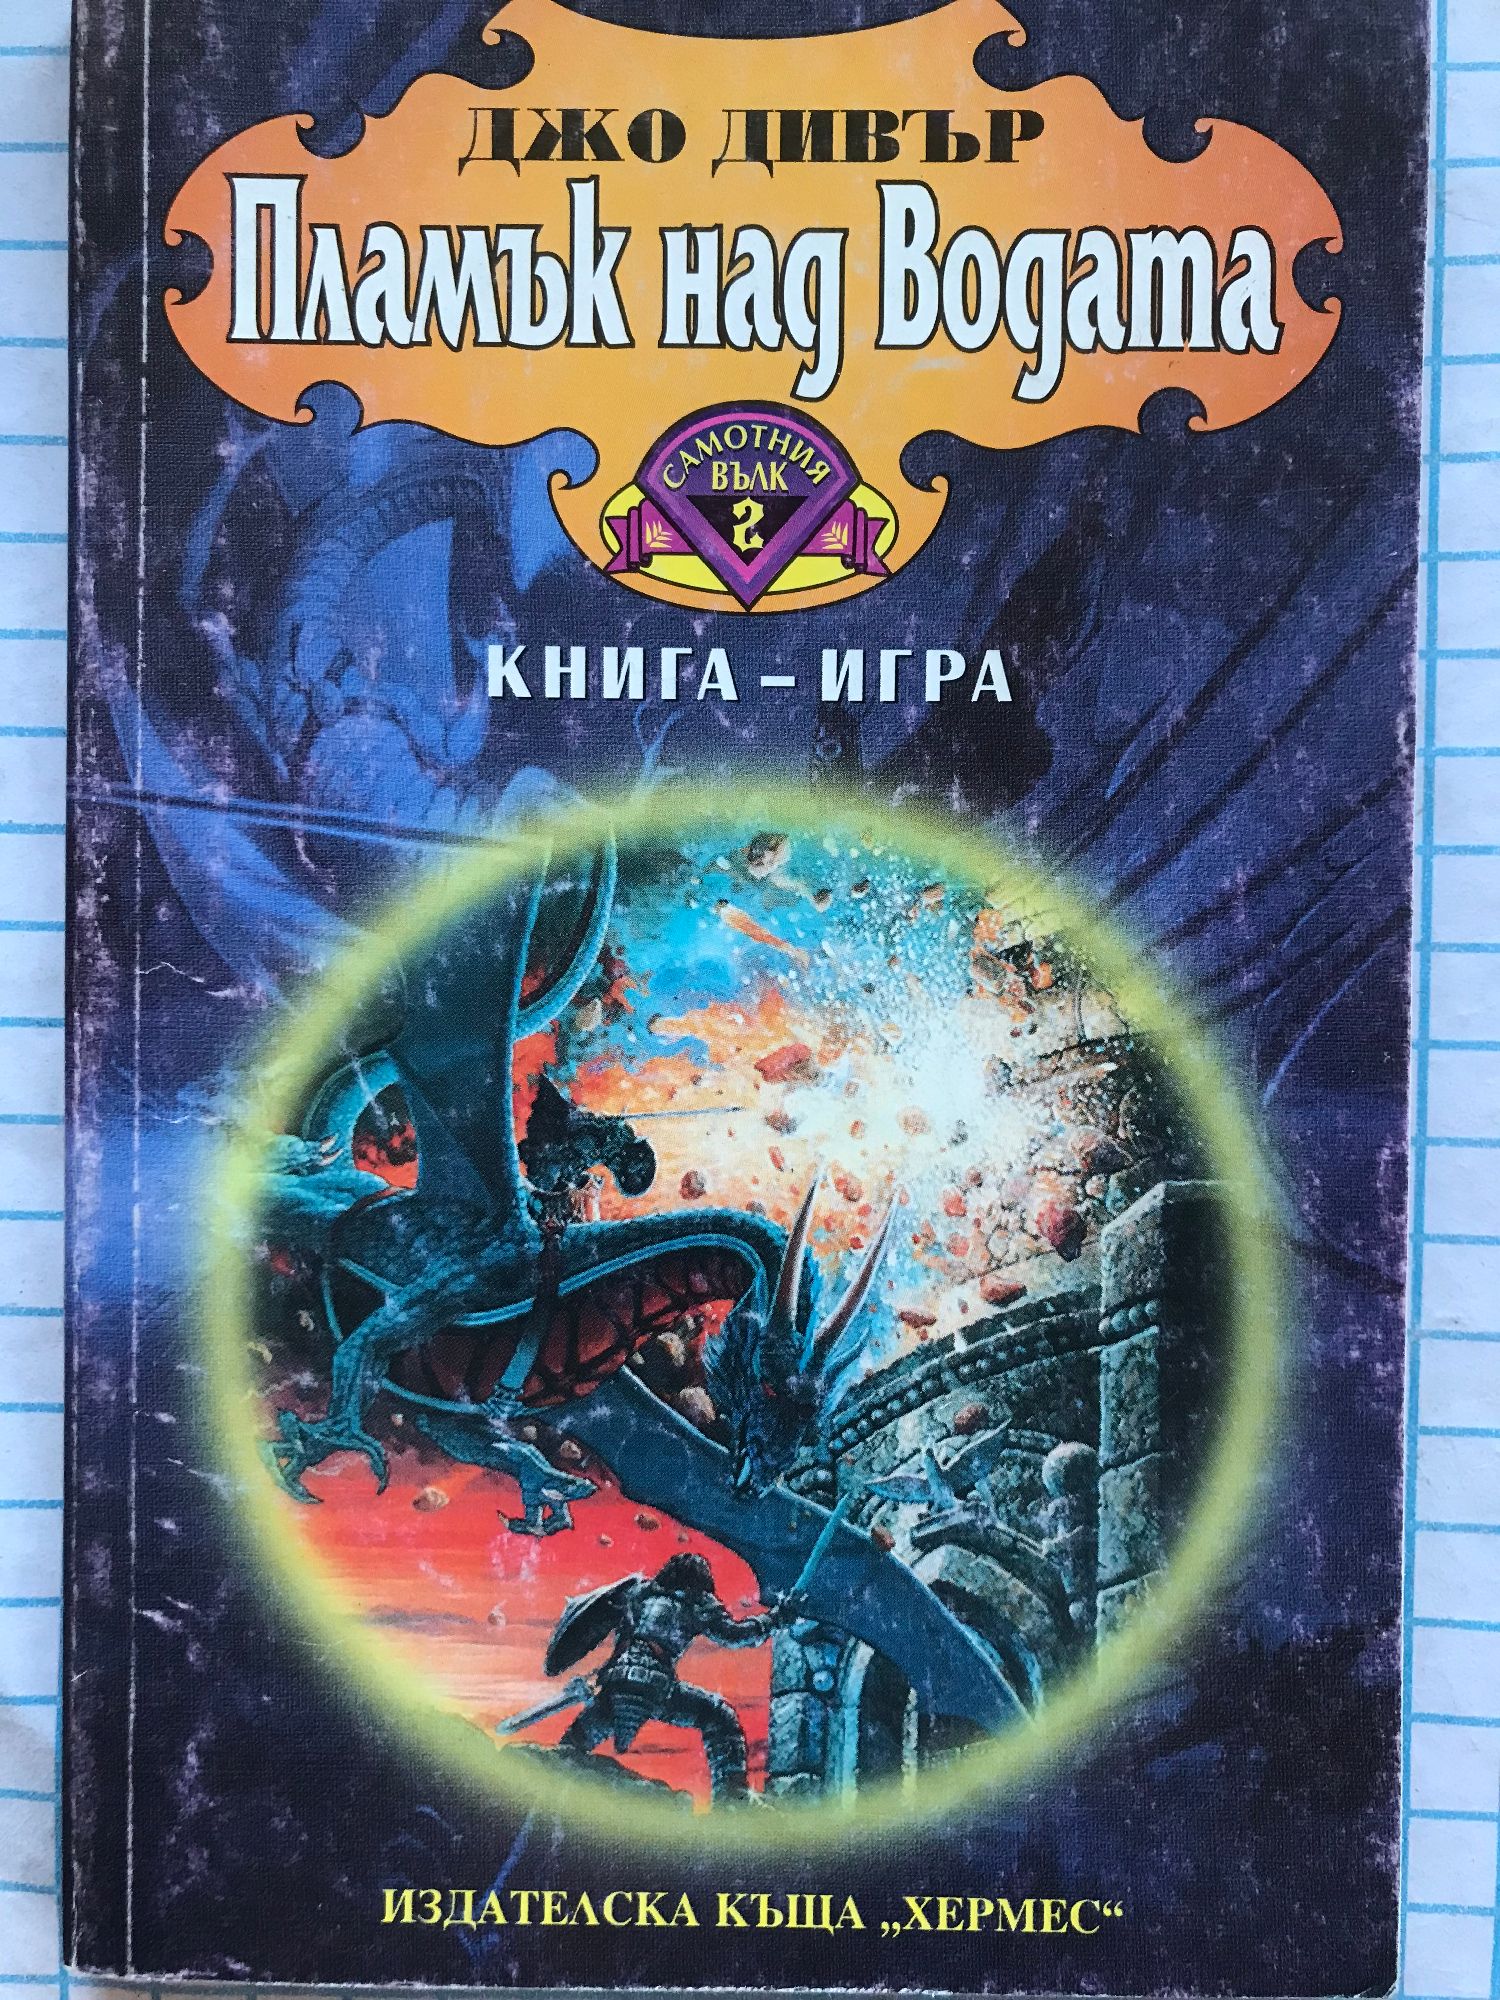 ДЖО ДИВЪР
Пламък над Водата
САМОТНИЯ
ВЪЛК
2
КНИГА – ИГРА
ИЗДАТЕЛСКА КЪЩА „ХЕРМЕС“